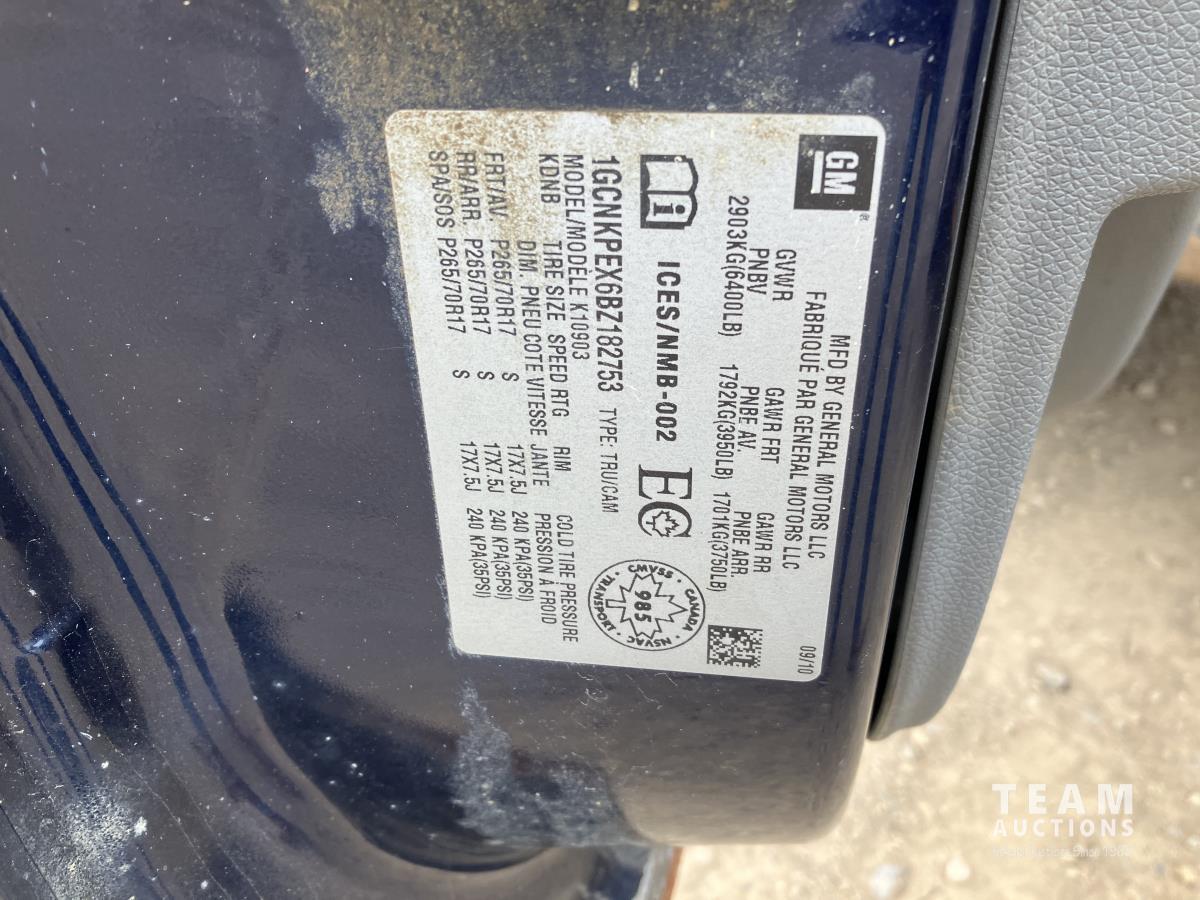 GM
®
MFD BY GENERAL MOTORS LLC 09/10
FABRIQUÉ PAR GENERAL MOTORS LLC
GVWR GAWR FRT GAWR RR
PNBV PNBE AV. PNBE ARR.
2903KG(6400LB) 1792KG(3950LB) 1701KG(3750LB)
i ICES/NMB-002 EC
CANADA · NSVAC · TRANSPORT · CMVSS ·
985
1GCNKPEX6BZ182753 TYPE: TRU/CAM
MODEL/MODÈLE K10903
KDNB TIRE SIZE SPEED RTG RIM COLD TIRE PRESSURE
DIM. PNEU COTE VITESSE JANTE PRESSION À FROID
FRT/AV. P265/70R17 S 17X7.5J 240 KPA(35PSI)
RR/ARR. P265/70R17 S 17X7.5J 240 KPA(35PSI)
SPA/SOS P265/70R17 S 17X7.5J 240 KPA(35PSI)
TEAM
AUCTIONS